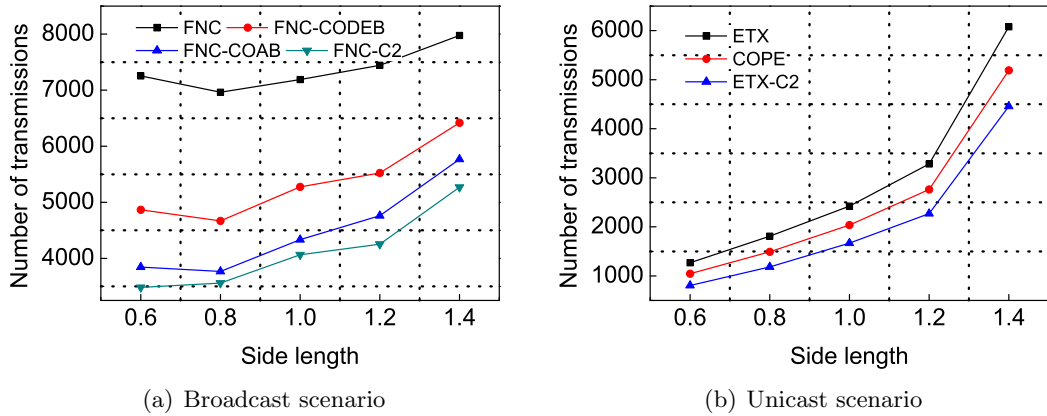 FNC FNC-CODEB
FNC-COAB FNC-C2
Number of transmissions
8000
7000
6000
5000
4000
0.6 0.8 1.0 1.2 1.4
Side length
(a) Broadcast scenario
ETX
COPE
ETX-C2
Number of transmissions
6000
5000
4000
3000
2000
1000
0.6 0.8 1.0 1.2 1.4
Side length
(b) Unicast scenario